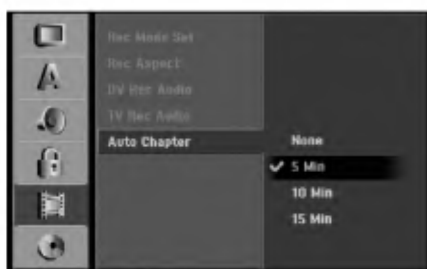 Rec Mode Set
Rec Aspect
DV Rec Audio
TV Rec Audio
Auto Chapter
None
✓ 5 Min
10 Min
15 Min